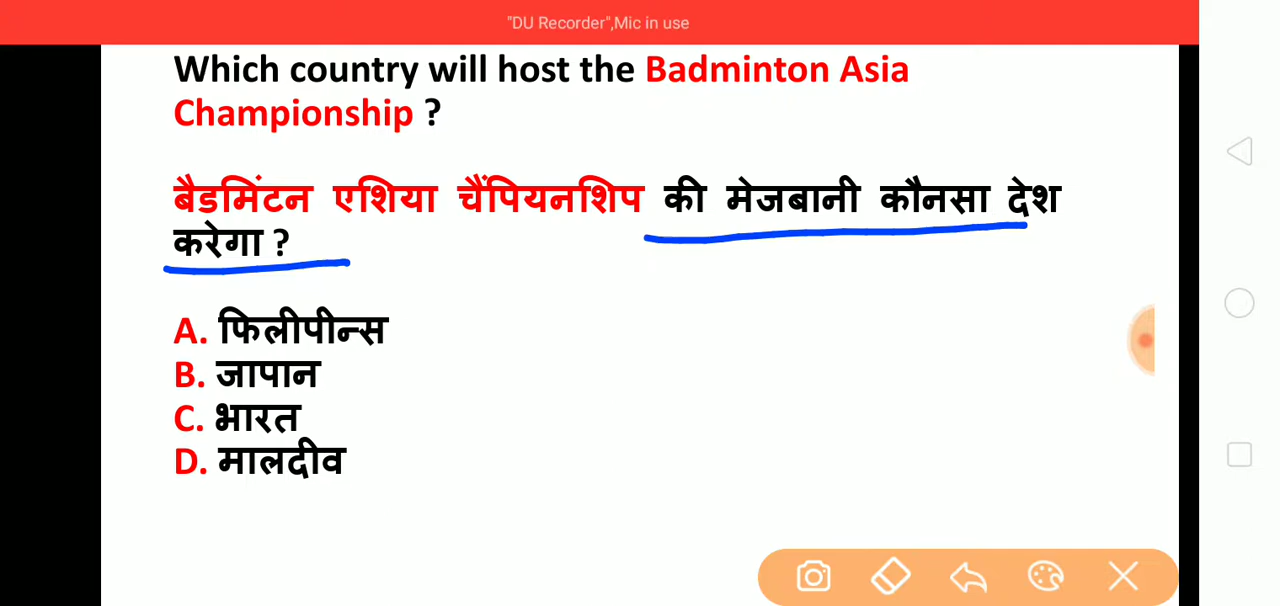 "DU Recorder",Mic in use
Which country will host the Badminton Asia
Championship ?
बैडमिंटन एशिया चैंपियनशिप की मेजबानी कौनसा देश
करेगा ?
A. फिलीपीन्स
B. जापान
C. भारत
D. मालदीव